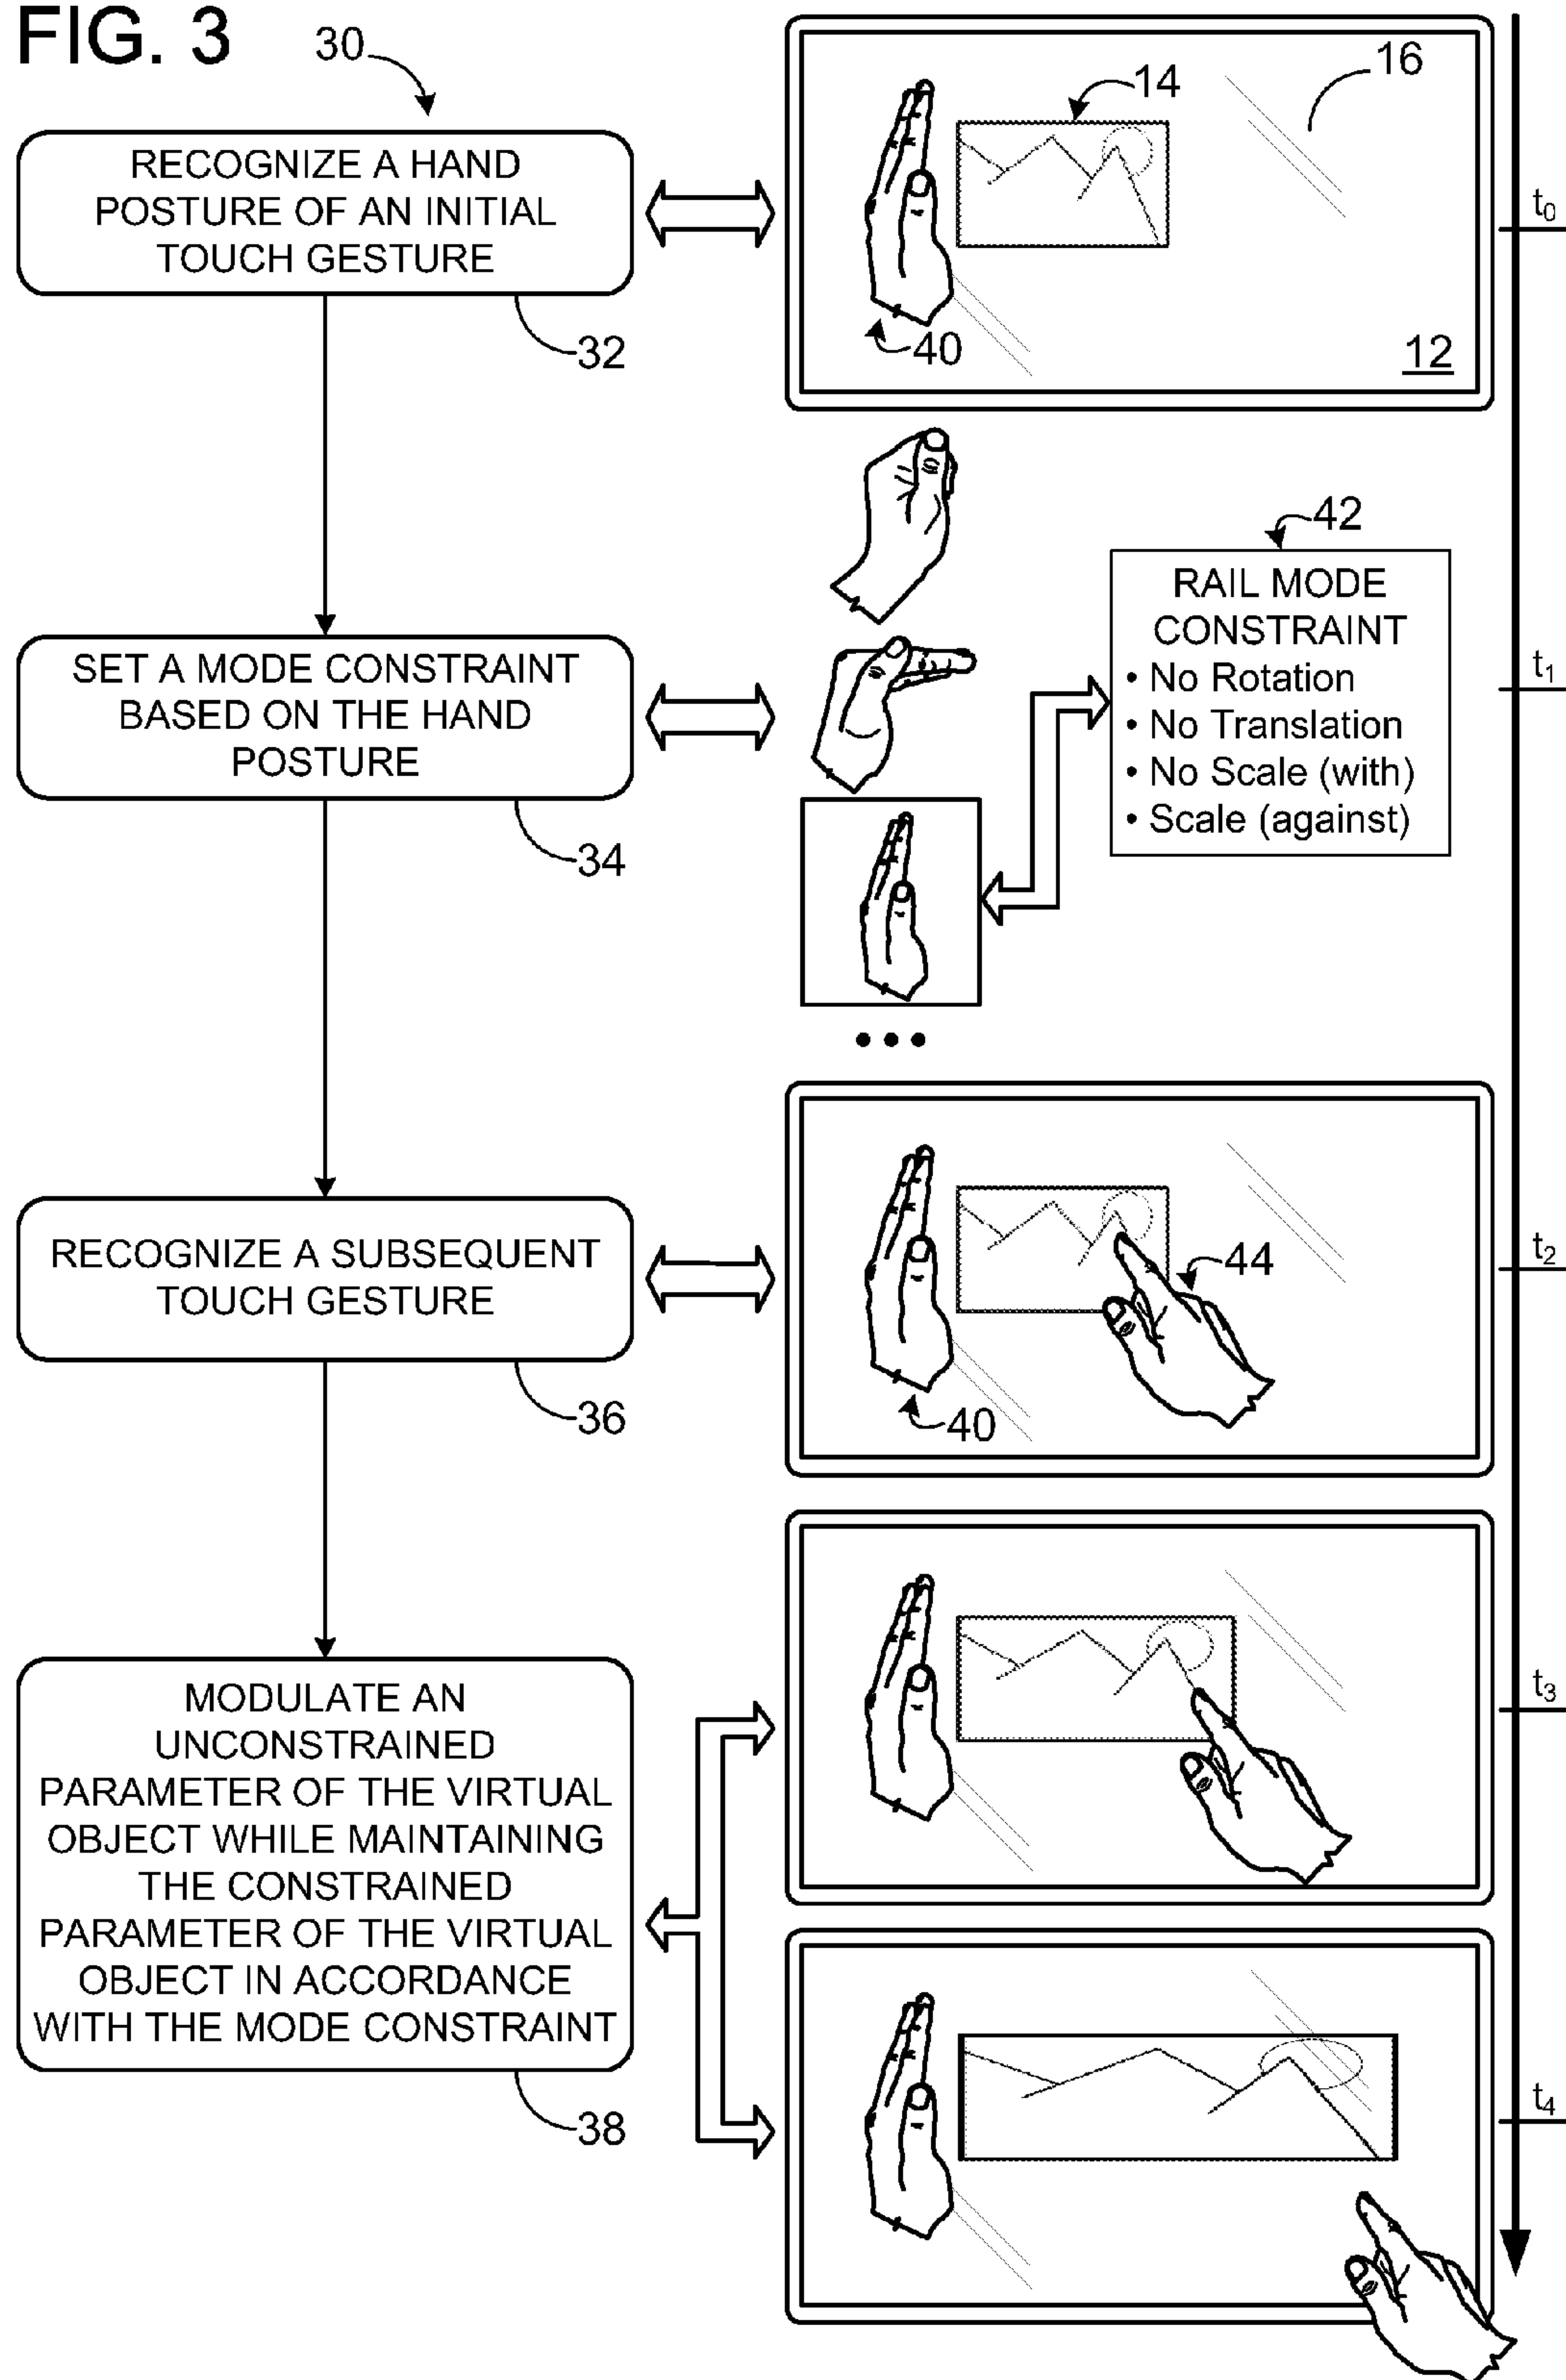 FIG. 3
30
RECOGNIZE A HAND
POSTURE OF AN INITIAL
TOUCH GESTURE
32
14
16
40
12
t0
SET A MODE CONSTRAINT
BASED ON THE HAND
POSTURE
34
42
RAIL MODE
CONSTRAINT
• No Rotation
• No Translation
• No Scale (with)
• Scale (against)
t1
• • •
RECOGNIZE A SUBSEQUENT
TOUCH GESTURE
36
44
40
t2
MODULATE AN
UNCONSTRAINED
PARAMETER OF THE VIRTUAL
OBJECT WHILE MAINTAINING
THE CONSTRAINED
PARAMETER OF THE VIRTUAL
OBJECT IN ACCORDANCE
WITH THE MODE CONSTRAINT
38
t3
t4